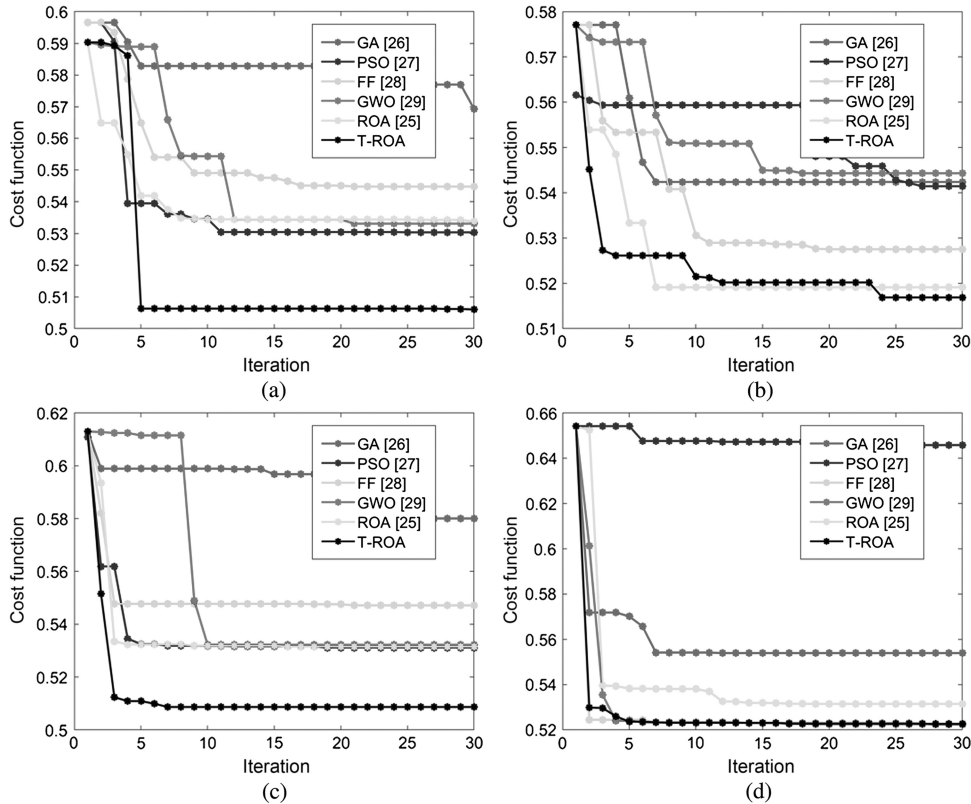 0.6
0.59
0.58
0.57
0.56
0.55
0.54
0.53
0.52
0.51
0.5
Cost function
0 5 10 15 20 25 30
Iteration
GA [26]
PSO [27]
FF [28]
GWO [29]
ROA [25]
T-ROA
(a)
0.58
0.57
0.56
0.55
0.54
0.53
0.52
0.51
Cost function
0 5 10 15 20 25 30
Iteration
GA [26]
PSO [27]
FF [28]
GWO [29]
ROA [25]
T-ROA
(b)
0.62
0.6
0.58
0.56
0.54
0.52
0.5
Cost function
0 5 10 15 20 25 30
Iteration
GA [26]
PSO [27]
FF [28]
GWO [29]
ROA [25]
T-ROA
(c)
0.66
0.64
0.62
0.6
0.58
0.56
0.54
0.52
Cost function
0 5 10 15 20 25 30
Iteration
GA [26]
PSO [27]
FF [28]
GWO [29]
ROA [25]
T-ROA
(d)